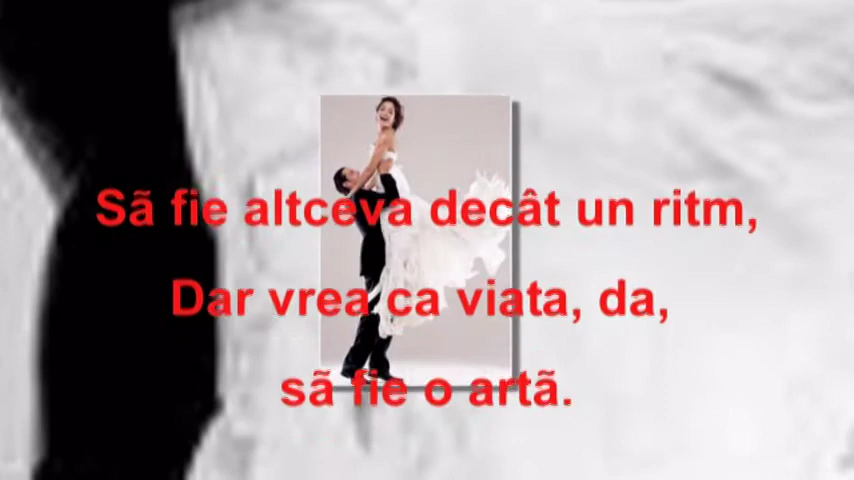 Sã fie altceva decât un ritm,
Dar vrea ca viata, da,
sã fie o artã.